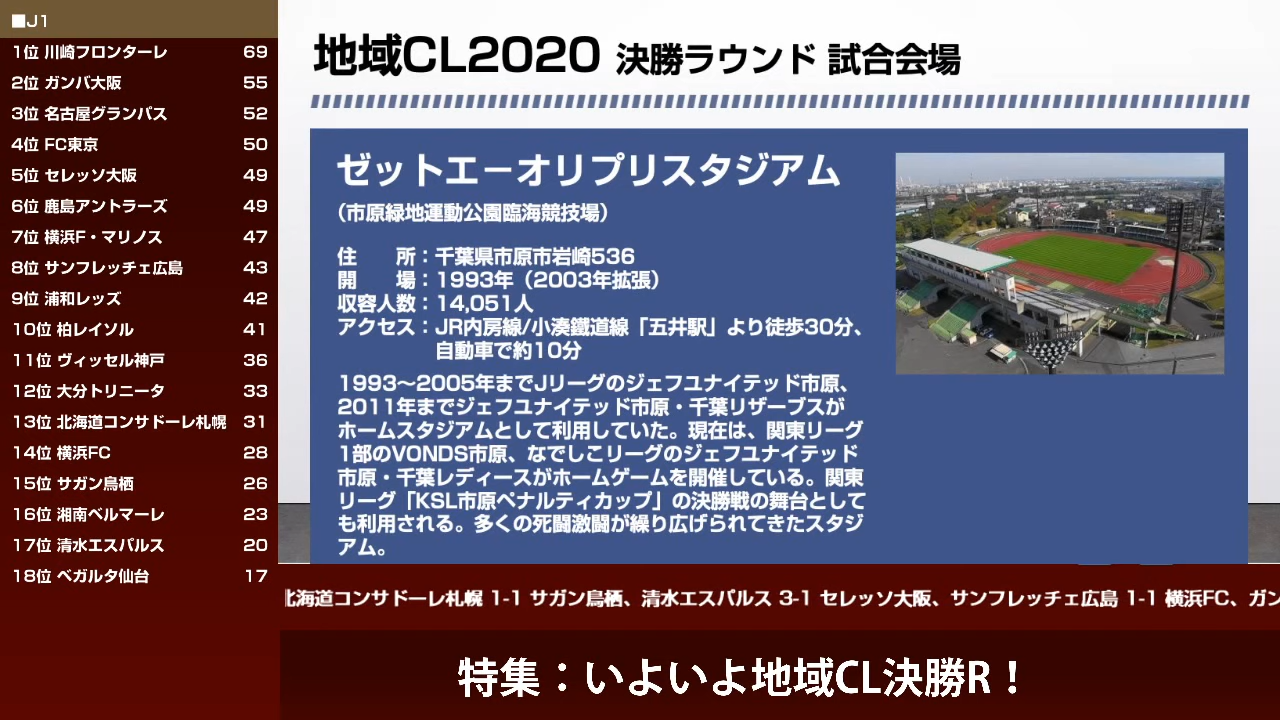 ■J1
1位 川崎フロンターレ 69
2位 ガンバ大阪 55
3位 名古屋グランパス 52
4位 FC東京 50
5位 セレッソ大阪 49
6位 鹿島アントラーズ 49
7位 横浜F・マリノス 47
8位 サンフレッチェ広島 43
9位 浦和レッズ 42
10位 柏レイソル 41
11位 ヴィッセル神戸 36
12位 大分トリニータ 33
13位 北海道コンサドーレ札幌 31
14位 横浜FC 28
15位 サガン鳥栖 26
16位 湘南ベルマーレ 23
17位 清水エスパルス 20
18位 ベガルタ仙台 17
地域CL2020 決勝ラウンド 試合会場
ゼットエーオリプリスタジアム
（市原緑地運動公園臨海競技場）
住　　所：千葉県市原市岩崎536
開　　場：1993年（2003年拡張）
収容人数：14,051人
アクセス：JR内房線/小湊鐵道線「五井駅」より徒歩30分、
自動車で約10分
1993～2005年までJリーグのジェフユナイテッド市原、
2011年までジェフユナイテッド市原・千葉リザーブスが
ホームスタジアムとして利用していた。現在は、関東リーグ
1部のVONDS市原、なでしこリーグのジェフユナイテッド
市原・千葉レディースがホームゲームを開催している。関東
リーグ「KSL市原ペナルティカップ」の決勝戦の舞台として
も利用される。多くの死闘激闘が繰り広げられてきたスタジ
アム。
北海道コンサドーレ札幌 1-1 サガン鳥栖、清水エスパルス 3-1 セレッソ大阪、サンフレッチェ広島 1-1 横浜FC、ガン
特集：いよいよ地域CL決勝R！